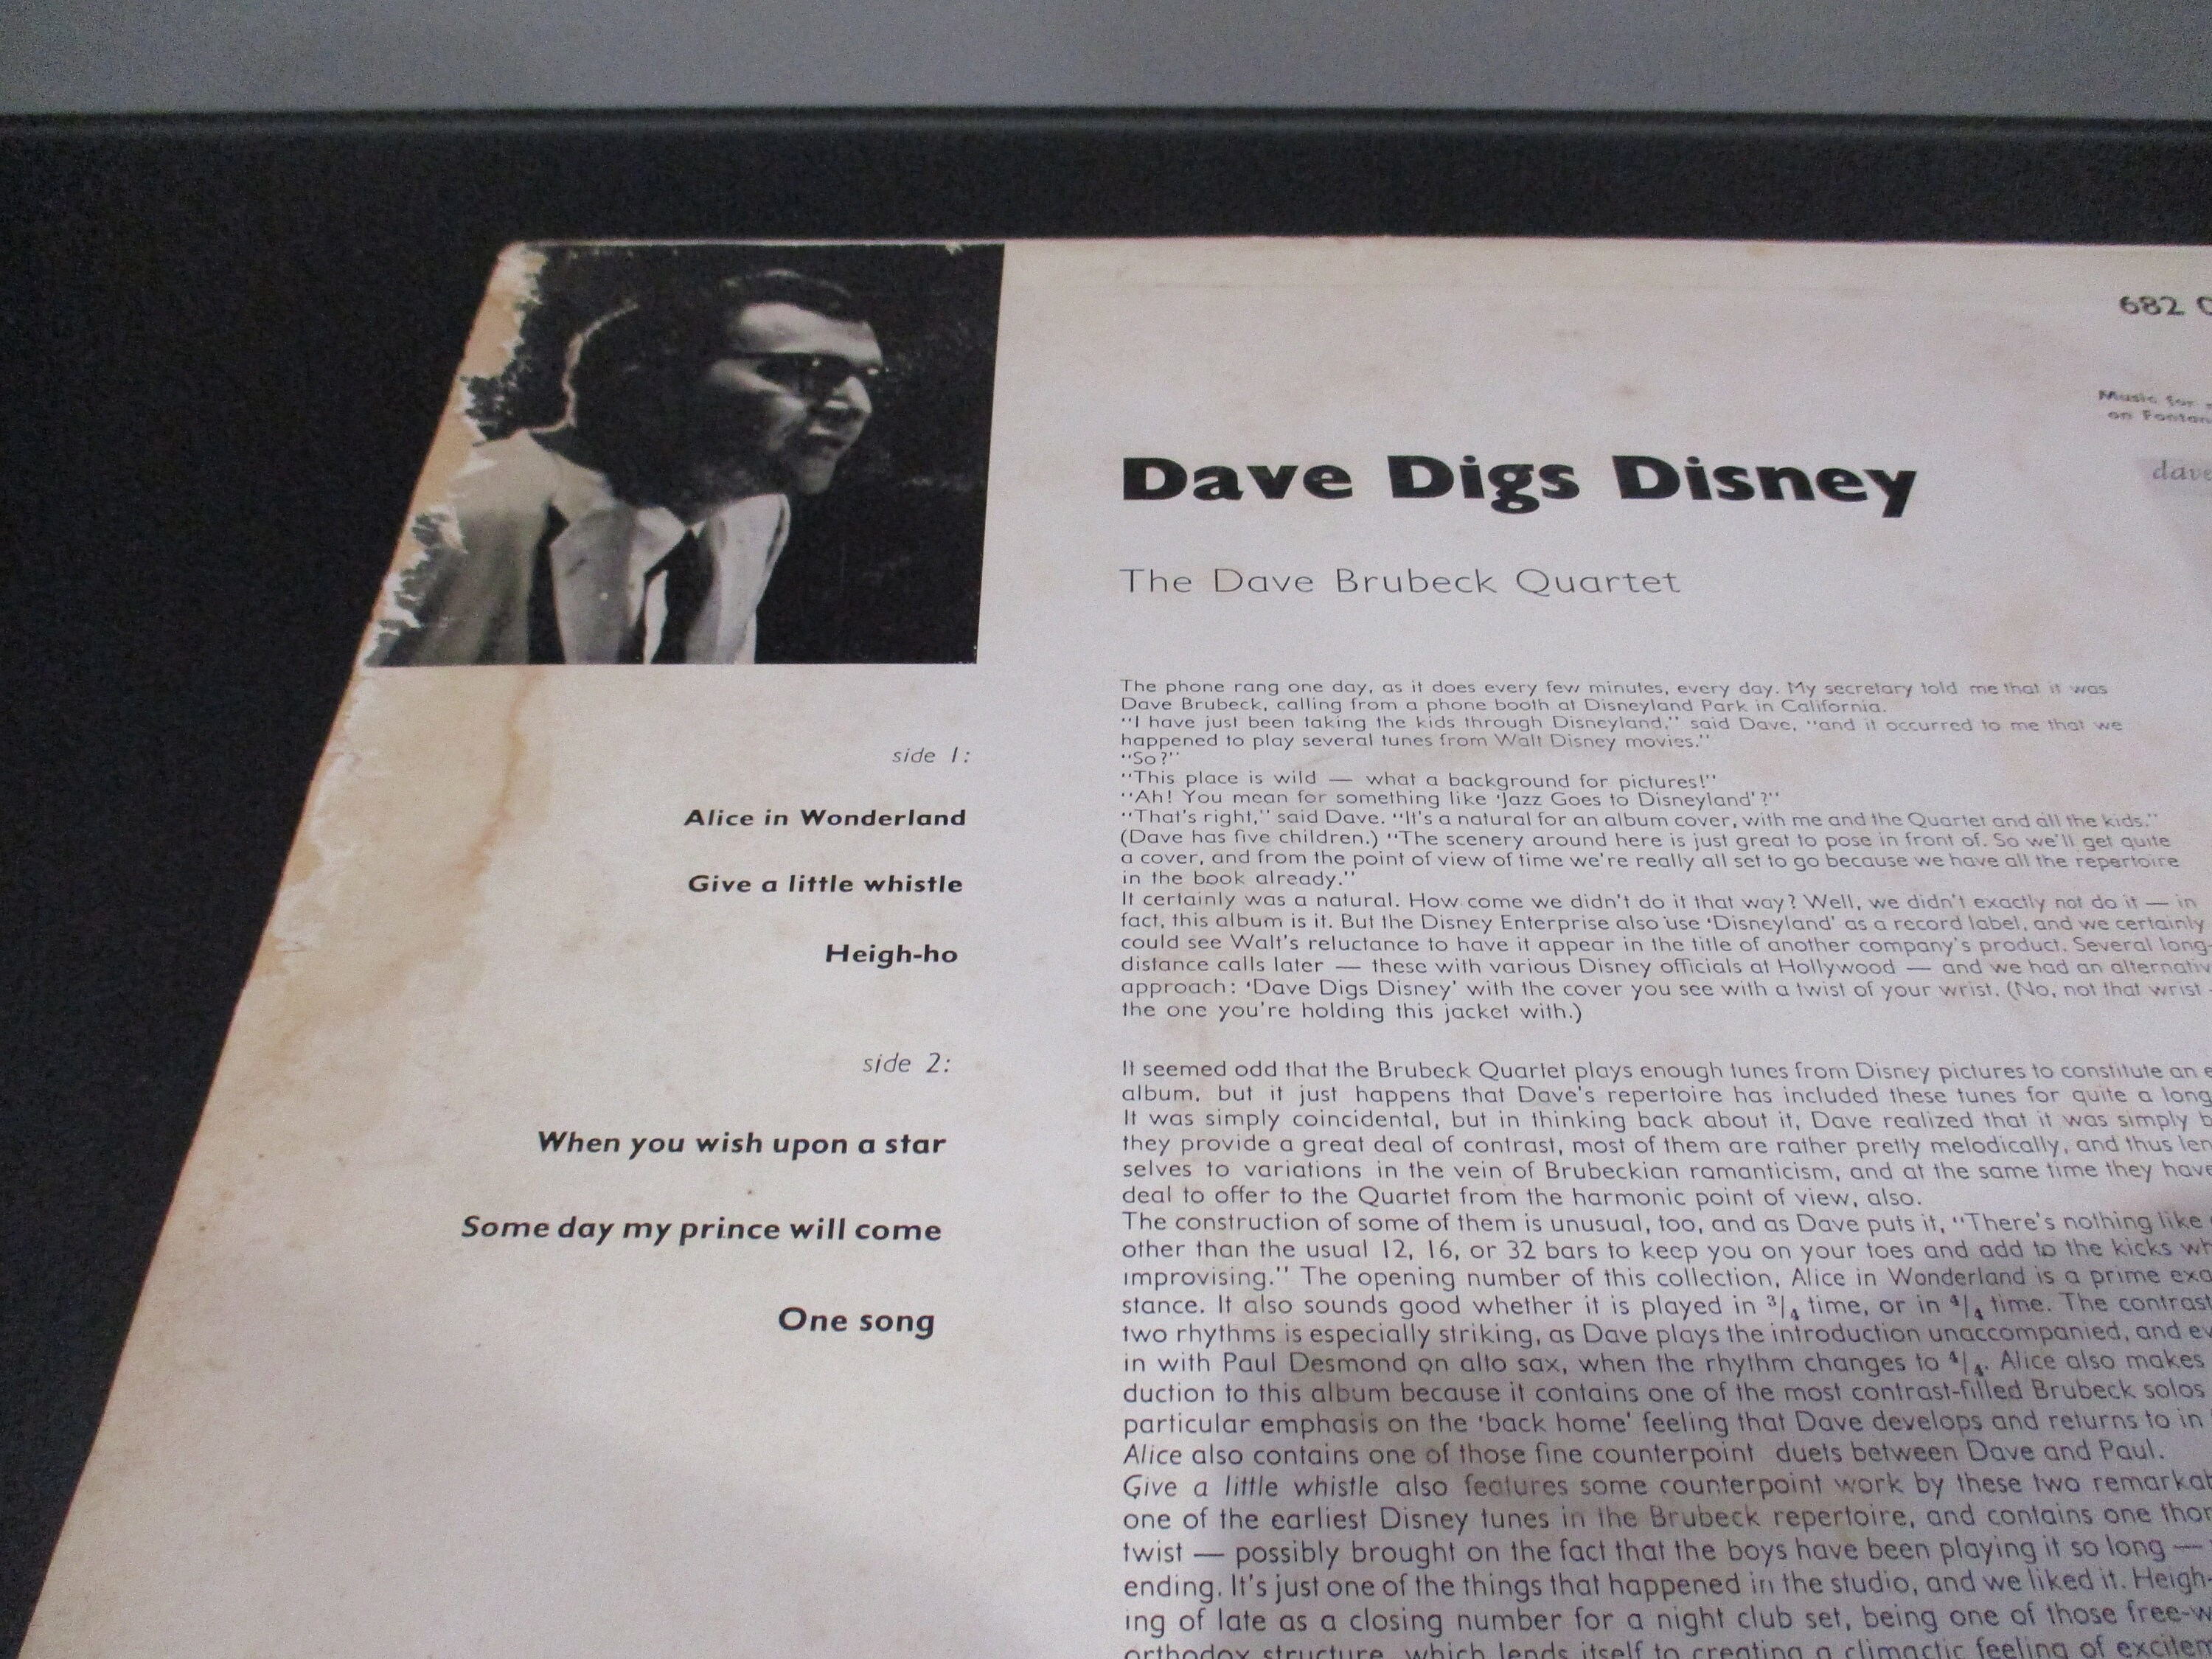 682
Music for
on
dave
Dave Digs Disney
The Dave Brubeck Quartet
side 1:
Alice in Wonderland
Give a little whistle
Heigh-ho
side 2:
When you wish upon a star
Some day my prince will come
One song
The phone rang one day, as it does every few minutes, every day. My secretary told me that it was
Dave Brubeck, calling from a phone booth at Disneyland Park in California.
"I have just been taking the kids through Disneyland," said Dave, "and it occurred to me that we
happened to play several tunes from Walt Disney movies."
"So?"
"This place is wild — what a background for pictures!"
"Ah! You mean for something like 'Jazz Goes to Disneyland'?"
"That's right," said Dave. "It's a natural for an album cover, with me and the Quartet and all the kids."
(Dave has five children.) "The scenery around here is just great to pose in front of. So we'll get quite
a cover, and from the point of view of time we're really all set to go because we have all the repertoire
in the book already."
It certainly was a natural. How come we didn't do it that way? Well, we didn't exactly not do it — in
fact, this album is it. But the Disney Enterprise also use 'Disneyland' as a record label, and we certainly
could see Walt's reluctance to have it appear in the title of another company's product. Several long-
distance calls later — these with various Disney officials at Hollywood — and we had an alternativ
approach: 'Dave Digs Disney' with the cover you see with a twist of your wrist. (No, not that wrist -
the one you're holding this jacket with.)
It seemed odd that the Brubeck Quartet plays enough tunes from Disney pictures to constitute an e
album, but it just happens that Dave's repertoire has included these tunes for quite a long
It was simply coincidental, but in thinking back about it, Dave realized that it was simply b
they provide a great deal of contrast, most of them are rather pretty melodically, and thus len
selves to variations in the vein of Brubeckian romanticism, and at the same time they have
deal to offer to the Quartet from the harmonic point of view, also.
The construction of some of them is unusual, too, and as Dave puts it, "There's nothing like
other than the usual 12, 16, or 32 bars to keep you on your toes and add to the kicks wh
improvising." The opening number of this collection, Alice in Wonderland is a prime exa
stance. It also sounds good whether it is played in 3/4 time, or in 4/4 time. The contrast
two rhythms is especially striking, as Dave plays the introduction unaccompanied, and ev
in with Paul Desmond on alto sax, when the rhythm changes to 4/4. Alice also makes
duction to this album because it contains one of the most contrast-filled Brubeck solos
particular emphasis on the 'back home' feeling that Dave develops and returns to in
Alice also contains one of those fine counterpoint duets between Dave and Paul.
Give a little whistle also features some counterpoint work by these two remarkab
one of the earliest Disney tunes in the Brubeck repertoire, and contains one thor
twist — possibly brought on the fact that the boys have been playing it so long —
ending. It's just one of the things that happened in the studio, and we liked it. Heigh-
ing of late as a closing number for a night club set, being one of those free-w
orthodox structure, which lends itself to creating a climactic feeling of excitem